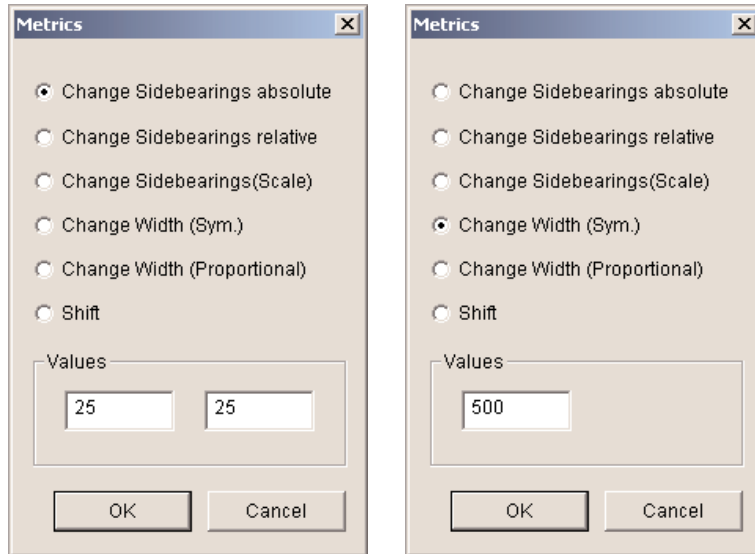 Metrics
Change Sidebearings absolute
Change Sidebearings relative
Change Sidebearings(Scale)
Change Width (Sym.)
Change Width (Proportional)
Shift
Values
25 25
OK Cancel
Metrics
Change Sidebearings absolute
Change Sidebearings relative
Change Sidebearings(Scale)
Change Width (Sym.)
Change Width (Proportional)
Shift
Values
500
OK Cancel